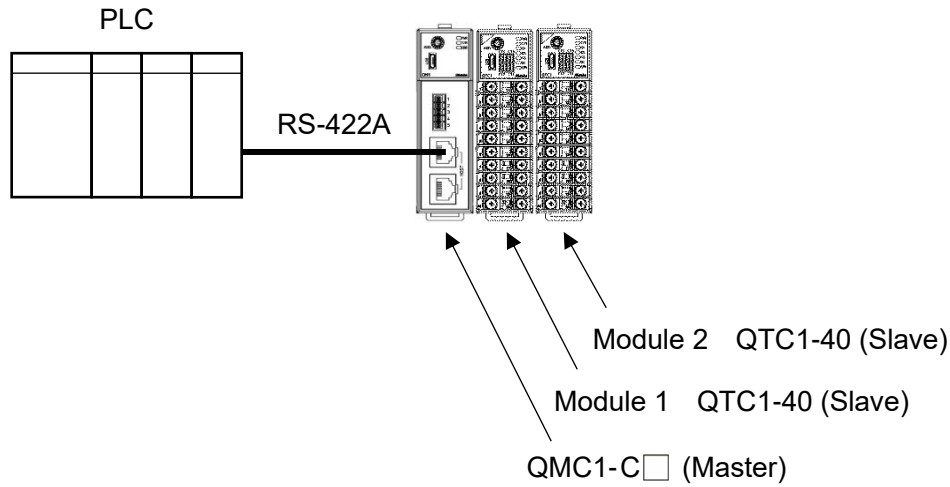 PLC
RS-422A
Module 2 QTC1-40 (Slave)
Module 1 QTC1-40 (Slave)
QMC1-C□ (Master)